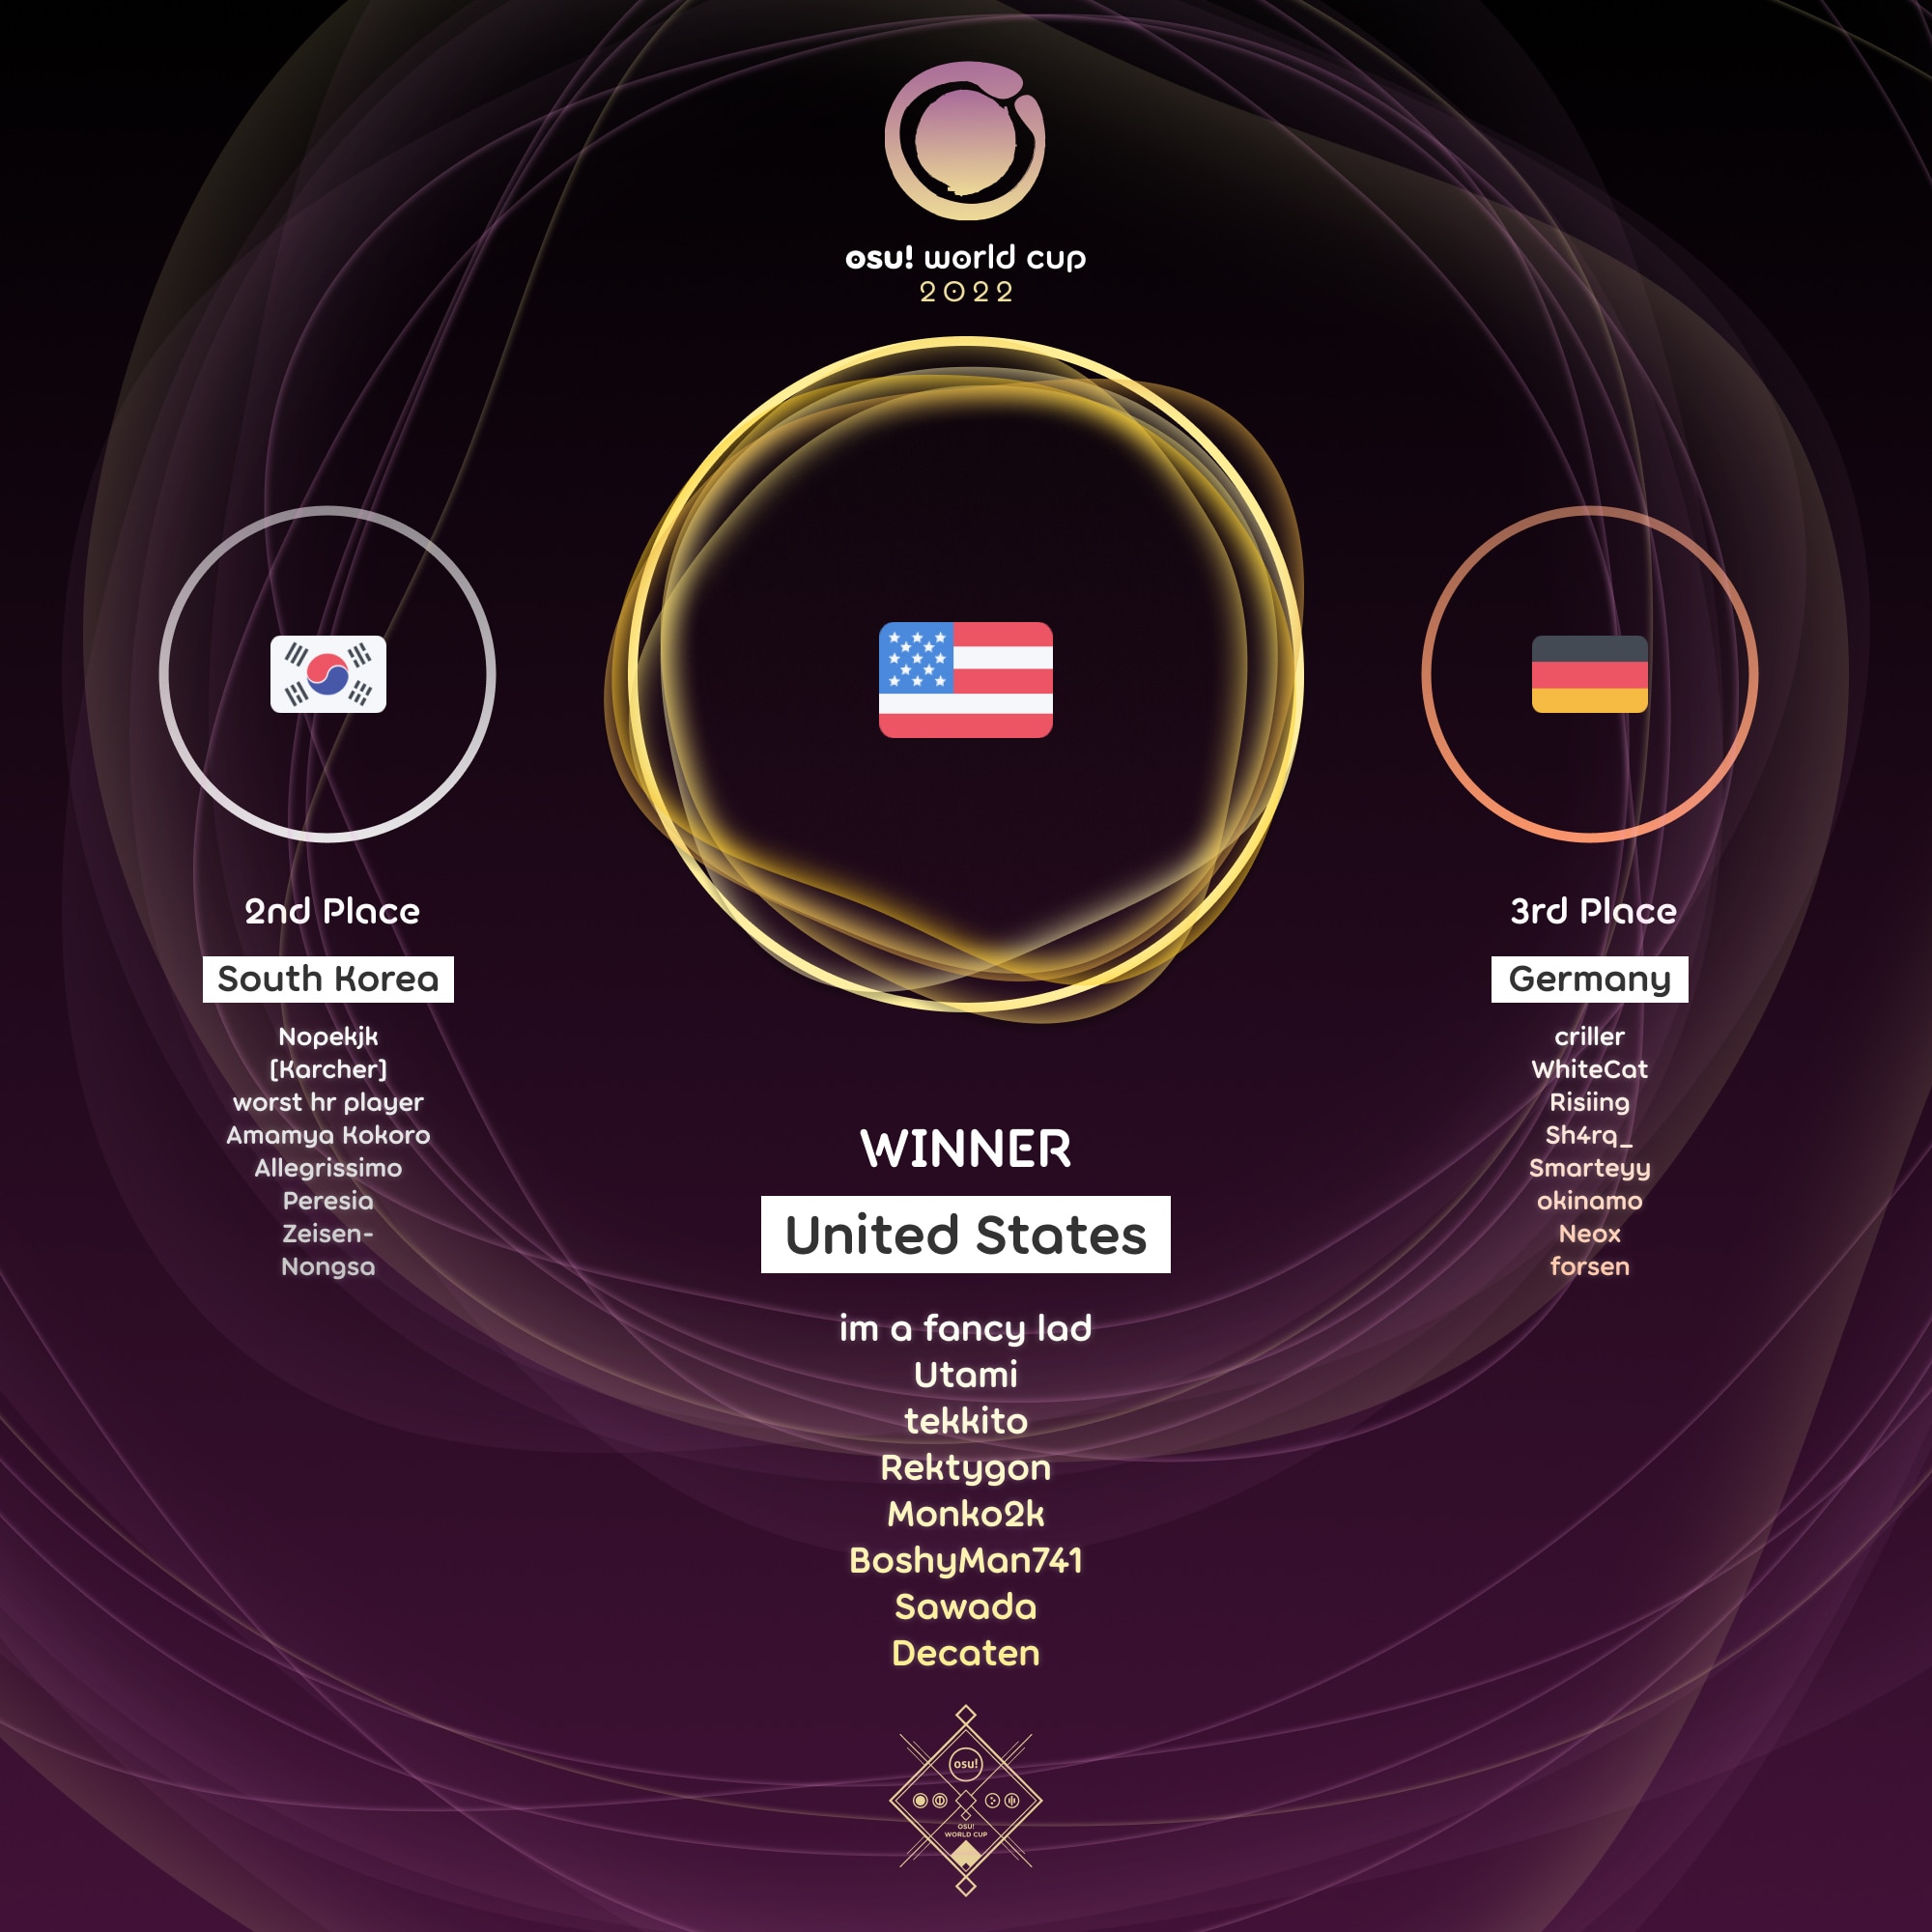 osu! world cup
2022
2nd Place
South Korea
Nopekjk
[Karcher]
worst hr player
Amamya Kokoro
Allegrissimo
Peresia
Zeisen-
Nongsa
WINNER
United States
im a fancy lad
Utami
tekkito
Rektygon
Monko2k
BoshyMan741
Sawada
Decaten
3rd Place
Germany
criller
WhiteCat
Risiing
Sh4rq_
Smarteyy
okinamo
Neox
forsen
osu!
OSU!
WORLD CUP